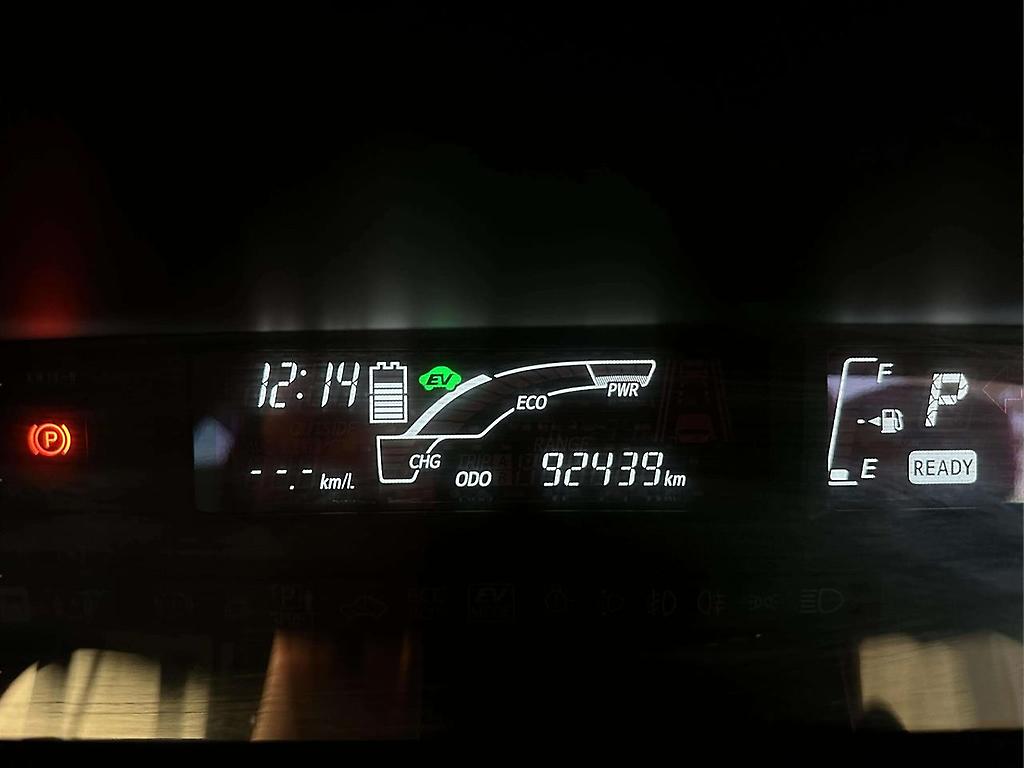 12:14
EV
PWR
ECO
F
P
P
CHG
E
READY
--.- km/L
ODO 92439 km